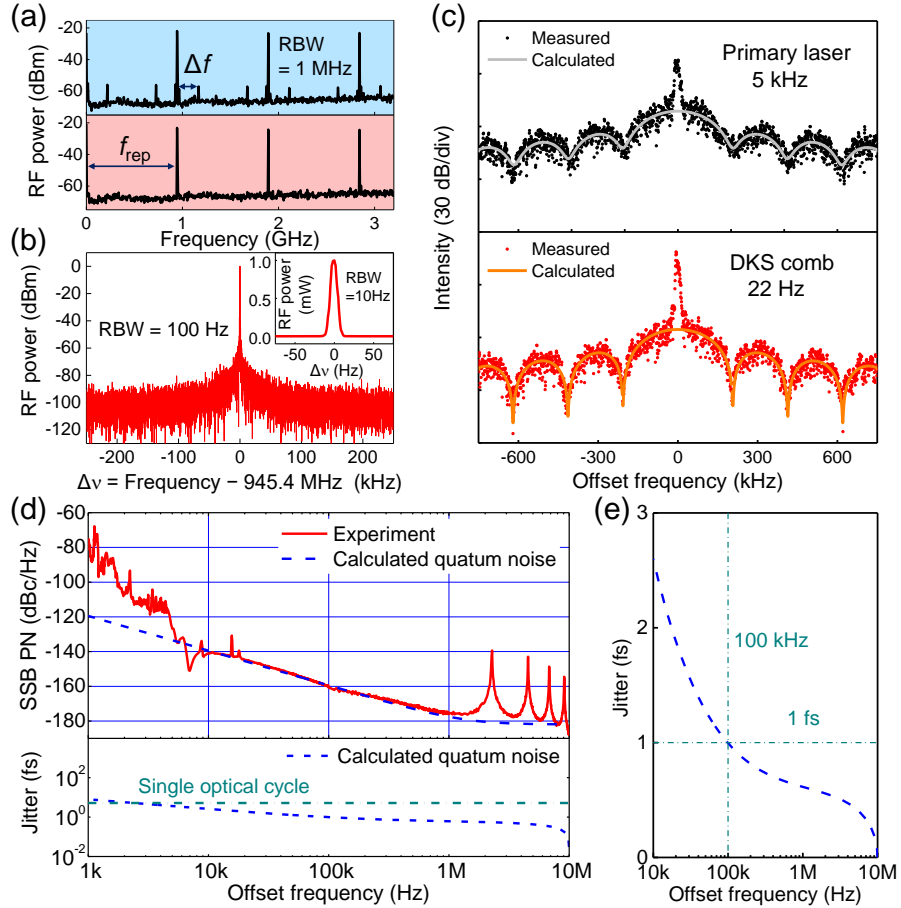 (a)
RF power (dBm)
-20
-40
-60
RBW
= 1 MHz
Δf
-20
-40
-60
f_rep
0 1 2 3
Frequency (GHz)
(b)
RF power (dBm)
0
-20
-40
-60
-80
-100
-120
RBW = 100 Hz
RF power
(mW)
1.0
0.5
0.0
RBW
=10Hz
-50 0 50
Δν (Hz)
-200 -100 0 100 200
Δν = Frequency − 945.4 MHz (kHz)
(c)
Intensity (30 dB/div)
Measured
Calculated
Primary laser
5 kHz
Measured
Calculated
DKS comb
22 Hz
-600 -300 0 300 600
Offset frequency (kHz)
(d)
SSB PN (dBc/Hz)
-60
-80
-100
-120
-140
-160
-180
Experiment
Calculated quatum noise
Jitter (fs)
10^2
10^0
10^-2
Calculated quatum noise
Single optical cycle
1k 10k 100k 1M 10M
Offset frequency (Hz)
(e)
Jitter (fs)
3
2
1
0
100 kHz
1 fs
10k 100k 1M 10M
Offset frequency (Hz)